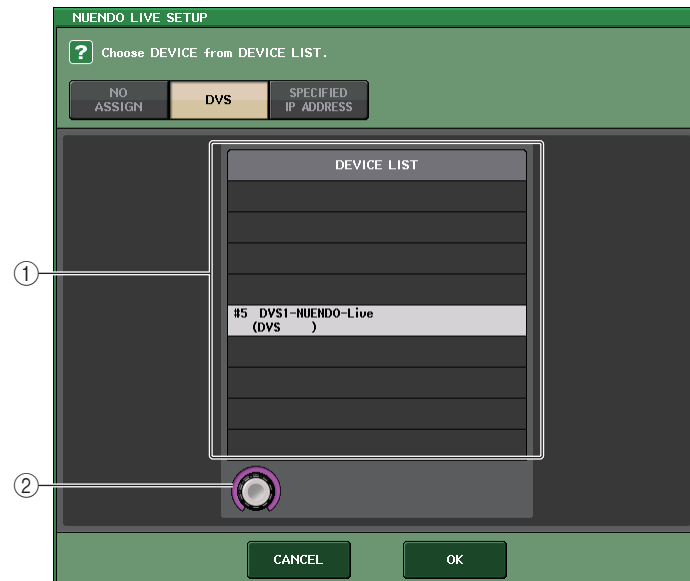 NUENDO LIVE SETUP
? Choose DEVICE from DEVICE LIST.
NO ASSIGN
DVS
SPECIFIED IP ADDRESS
DEVICE LIST
①
#5 DVS1-NUENDO-Live
(DVS )
②
CANCEL
OK